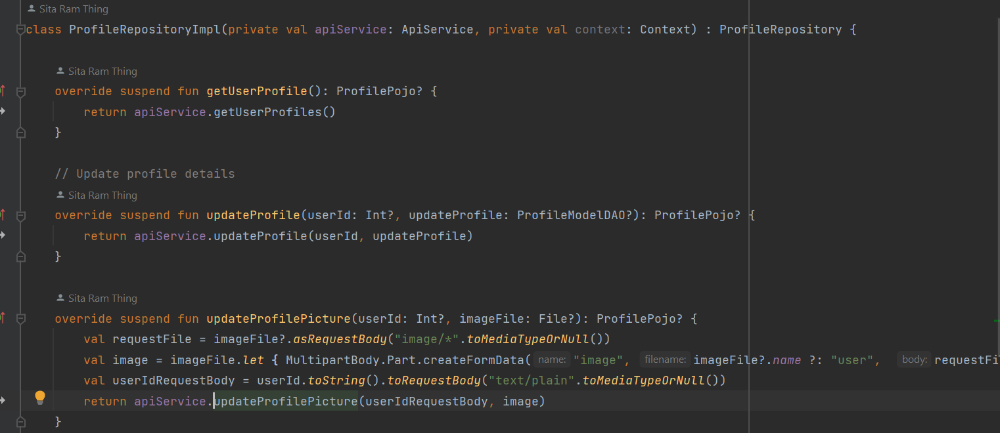 Sita Ram Thing
class ProfileRepositoryImpl(private val apiService: ApiService, private val context: Context) : ProfileRepository {
Sita Ram Thing
override suspend fun getUserProfile(): ProfilePojo? {
return apiService.getUserProfiles()
}
// Update profile details
Sita Ram Thing
override suspend fun updateProfile(userId: Int?, updateProfile: ProfileModelDAO?): ProfilePojo? {
return apiService.updateProfile(userId, updateProfile)
}
Sita Ram Thing
override suspend fun updateProfilePicture(userId: Int?, imageFile: File?): ProfilePojo? {
val requestFile = imageFile?.asRequestBody("image/*".toMediaTypeOrNull())
val image = imageFile.let { MultipartBody.Part.createFormData( name: "image", filename: imageFile?.name ?: "user", body: requestFi
val userIdRequestBody = userId.toString().toRequestBody("text/plain".toMediaTypeOrNull())
return apiService.updateProfilePicture(userIdRequestBody, image)
}